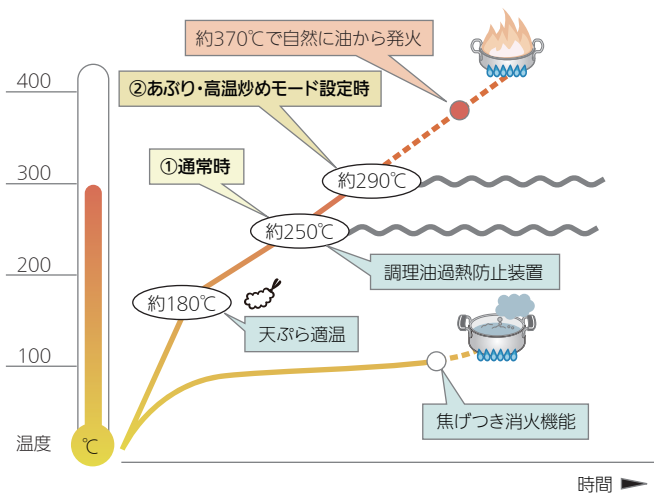 約370℃で自然に油から発火
400
②あぶり・高温炒めモード設定時
300
①通常時
約290℃
約250℃
200
調理油過熱防止装置
約180℃
天ぷら適温
100
焦げつき消火機能
温度
℃
時間